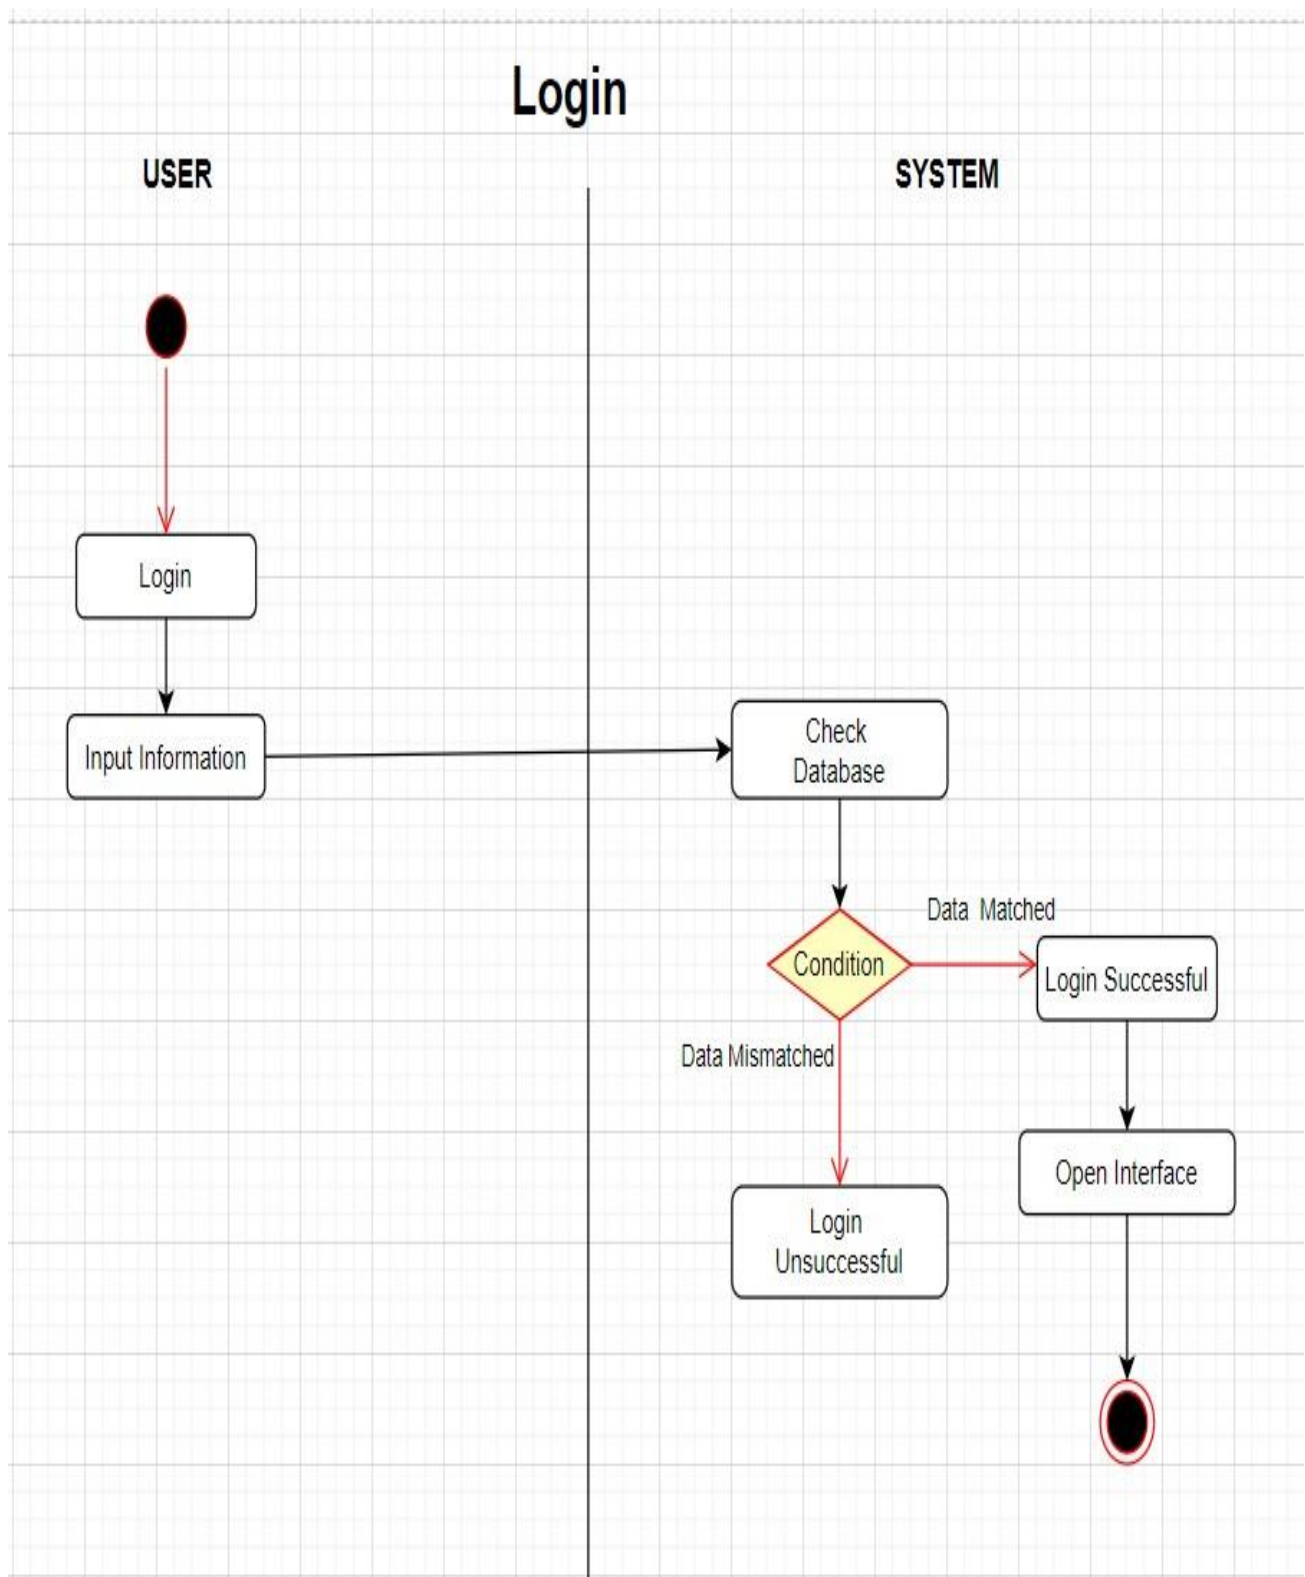 Login
USER
SYSTEM
Login
Input Information
Check
Database
Data Matched
Condition
Login Successful
Data Mismatched
Open Interface
Login
Unsuccessful